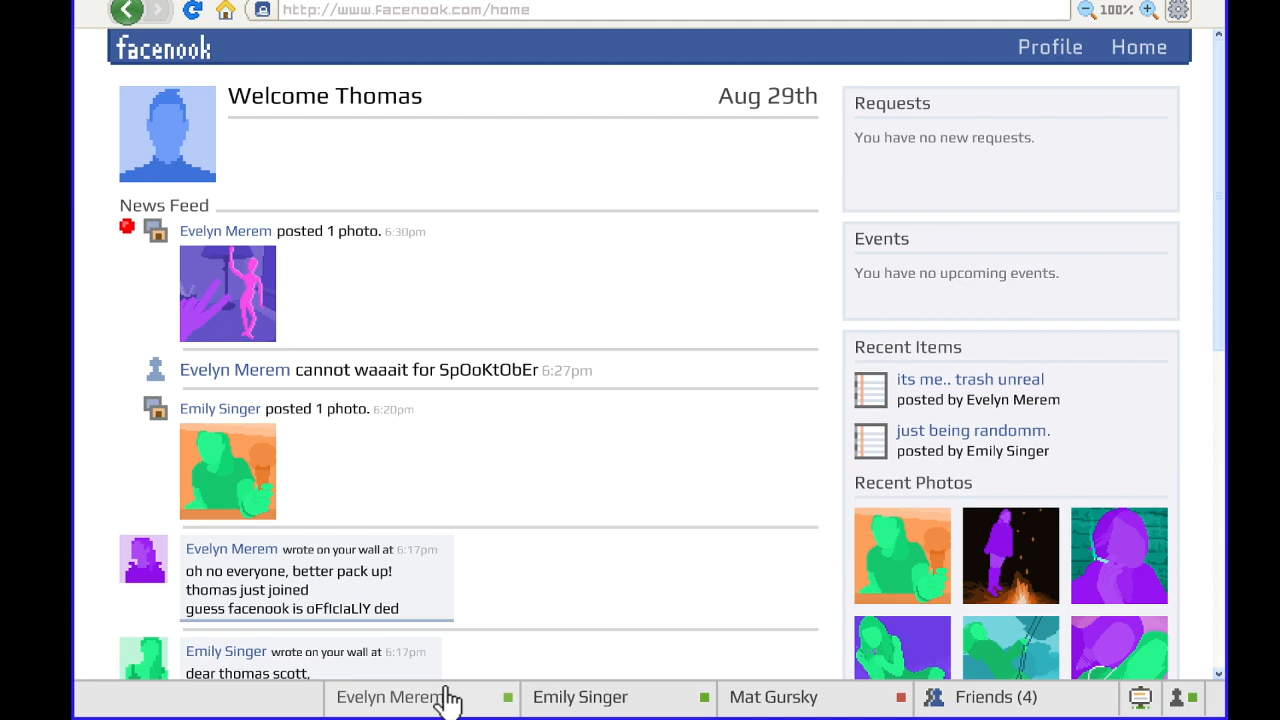 http://www.facenook.com/home
100%
facenook
Profile Home
Welcome Thomas
Aug 29th
News Feed
Evelyn Merem posted 1 photo. 6:30pm
Evelyn Merem cannot waaait for SpOoKtObEr 6:27pm
Emily Singer posted 1 photo. 6:20pm
Evelyn Merem wrote on your wall at 6:17pm
oh no everyone, better pack up!
thomas just joined
guess facenook is oFfIcIaLlY ded
Emily Singer wrote on your wall at 6:17pm
dear thomas scott,
Requests
You have no new requests.
Events
You have no upcoming events.
Recent Items
its me.. trash unreal
posted by Evelyn Merem
just being randomm.
posted by Emily Singer
Recent Photos
Evelyn Merem
Emily Singer
Mat Gursky
Friends (4)